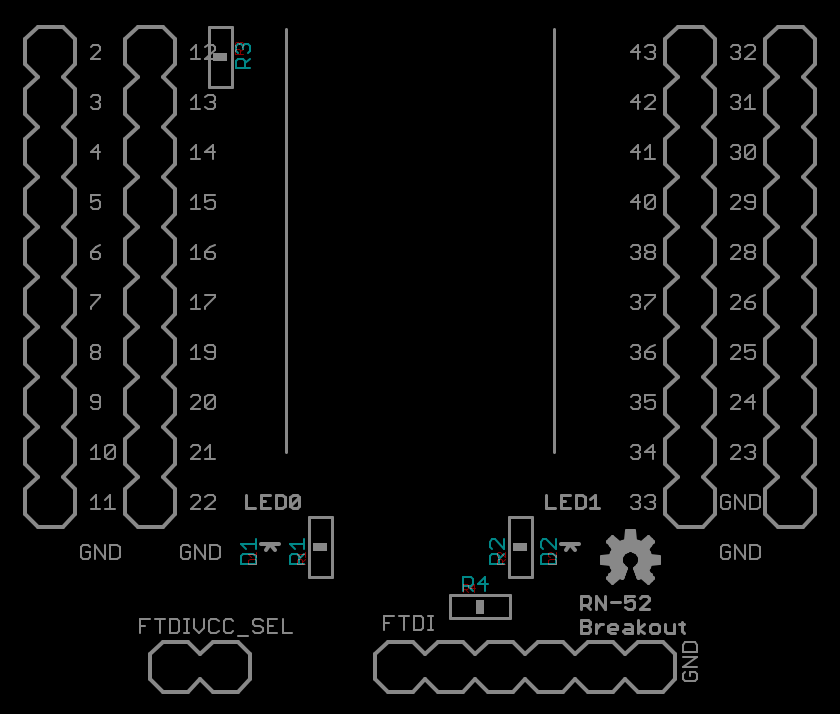 2 12 R3 43 32
3 13 42 31
4 14 41 30
5 15 40 29
6 16 38 28
7 17 37 26
8 19 36 25
9 20 35 24
10 21 34 23
11 22 LED0 LED1 33 GND
GND GND D1 R1 R2 D2 GND
R4
RN-52
FTDIVCC_SEL FTDI Breakout
GND